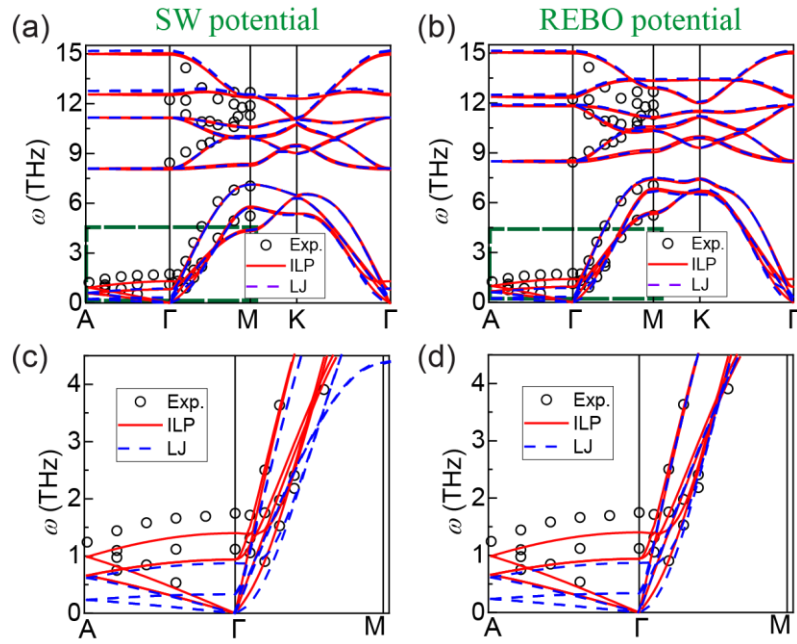 SW potential
REBO potential
(a)
15
12
9
6
3
0
ω (THz)
Exp.
ILP
LJ
A Γ M K Γ
(b)
15
12
9
6
3
0
ω (THz)
Exp.
ILP
LJ
A Γ M K Γ
(c)
4
3
2
1
0
ω (THz)
Exp.
ILP
LJ
A Γ M
(d)
4
3
2
1
0
ω (THz)
Exp.
ILP
LJ
A Γ M